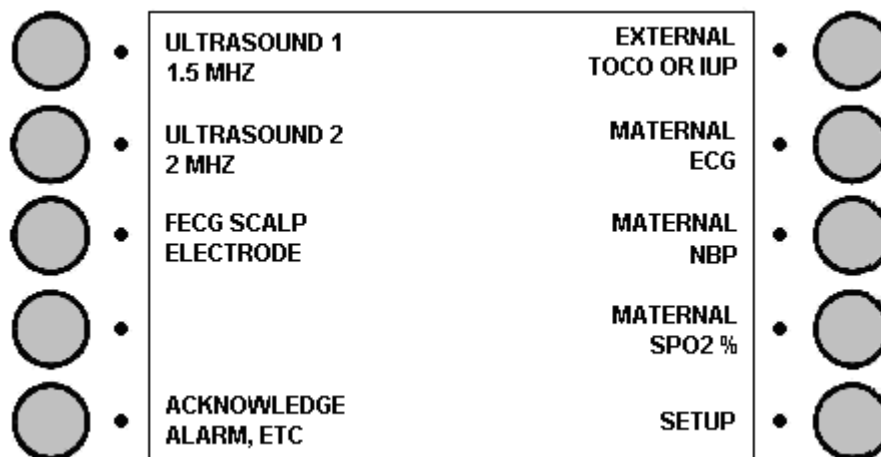 ULTRASOUND 1
1.5 MHZ
ULTRASOUND 2
2 MHZ
FECG SCALP
ELECTRODE
ACKNOWLEDGE
ALARM, ETC
EXTERNAL
TOCO OR IUP
MATERNAL
ECG
MATERNAL
NBP
MATERNAL
SPO2 %
SETUP